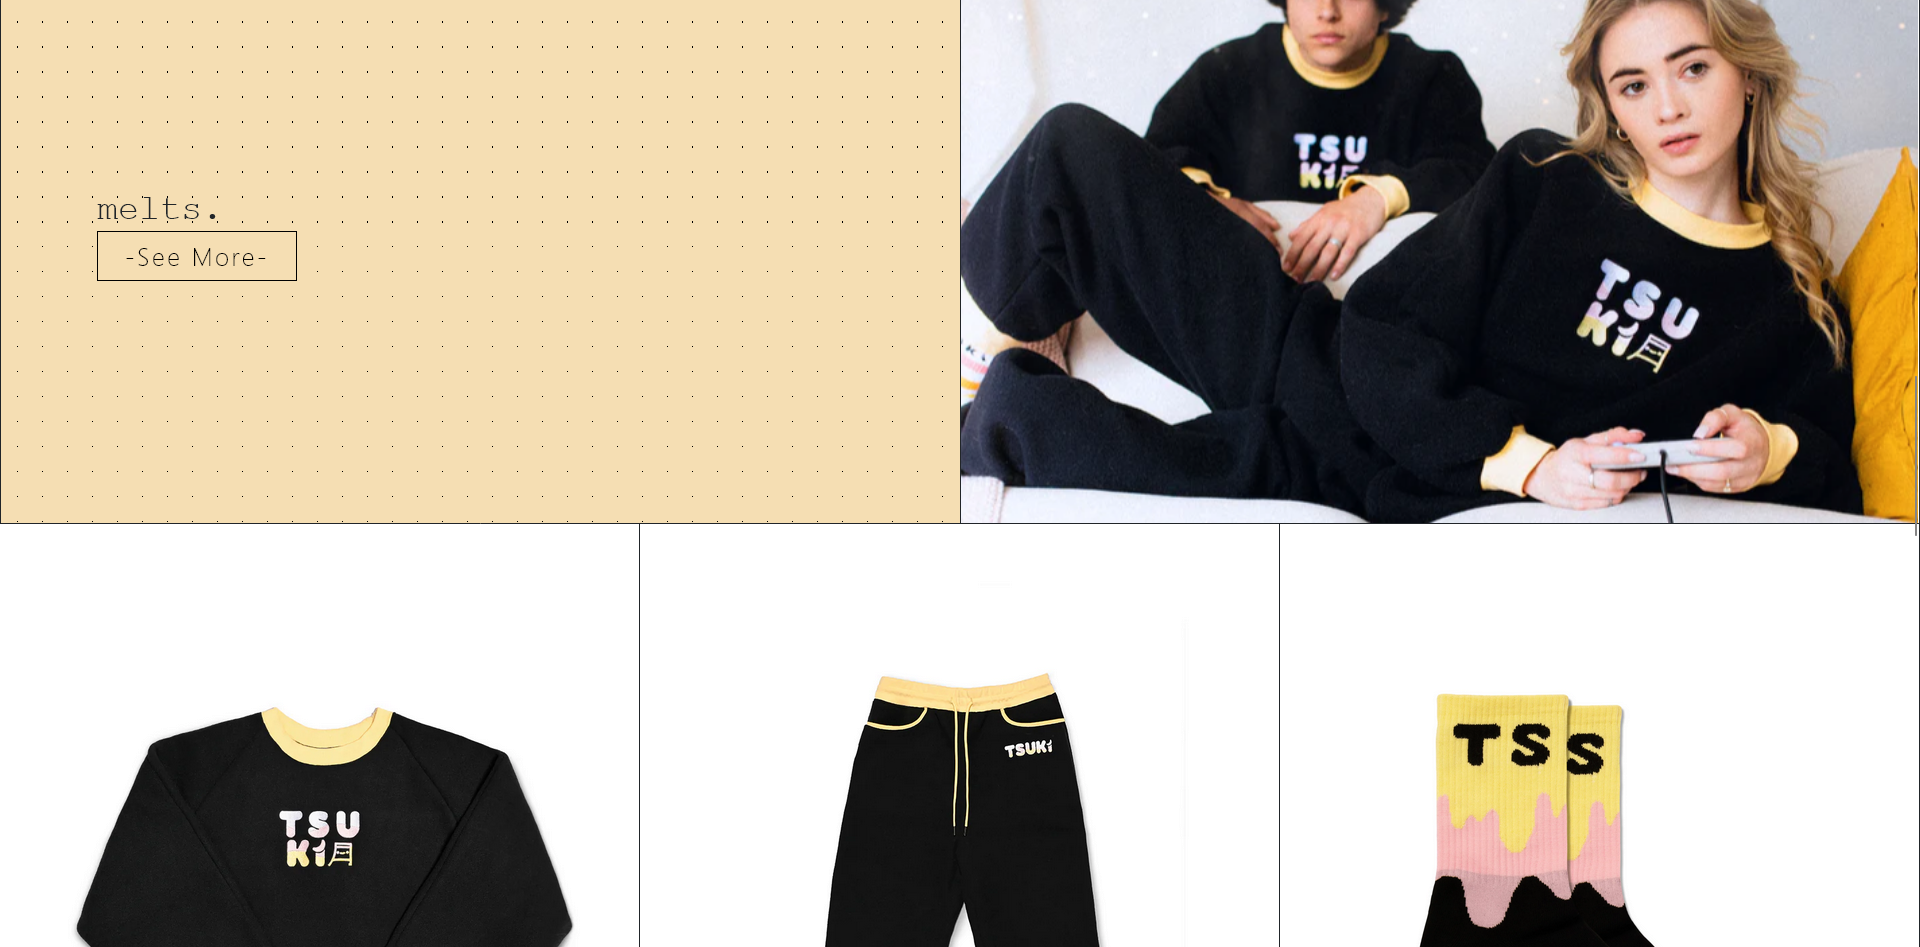 melts.
-See More-
TSU
KI月
TSU
KI月
TSU
KI月
TSUKI
TSS
S